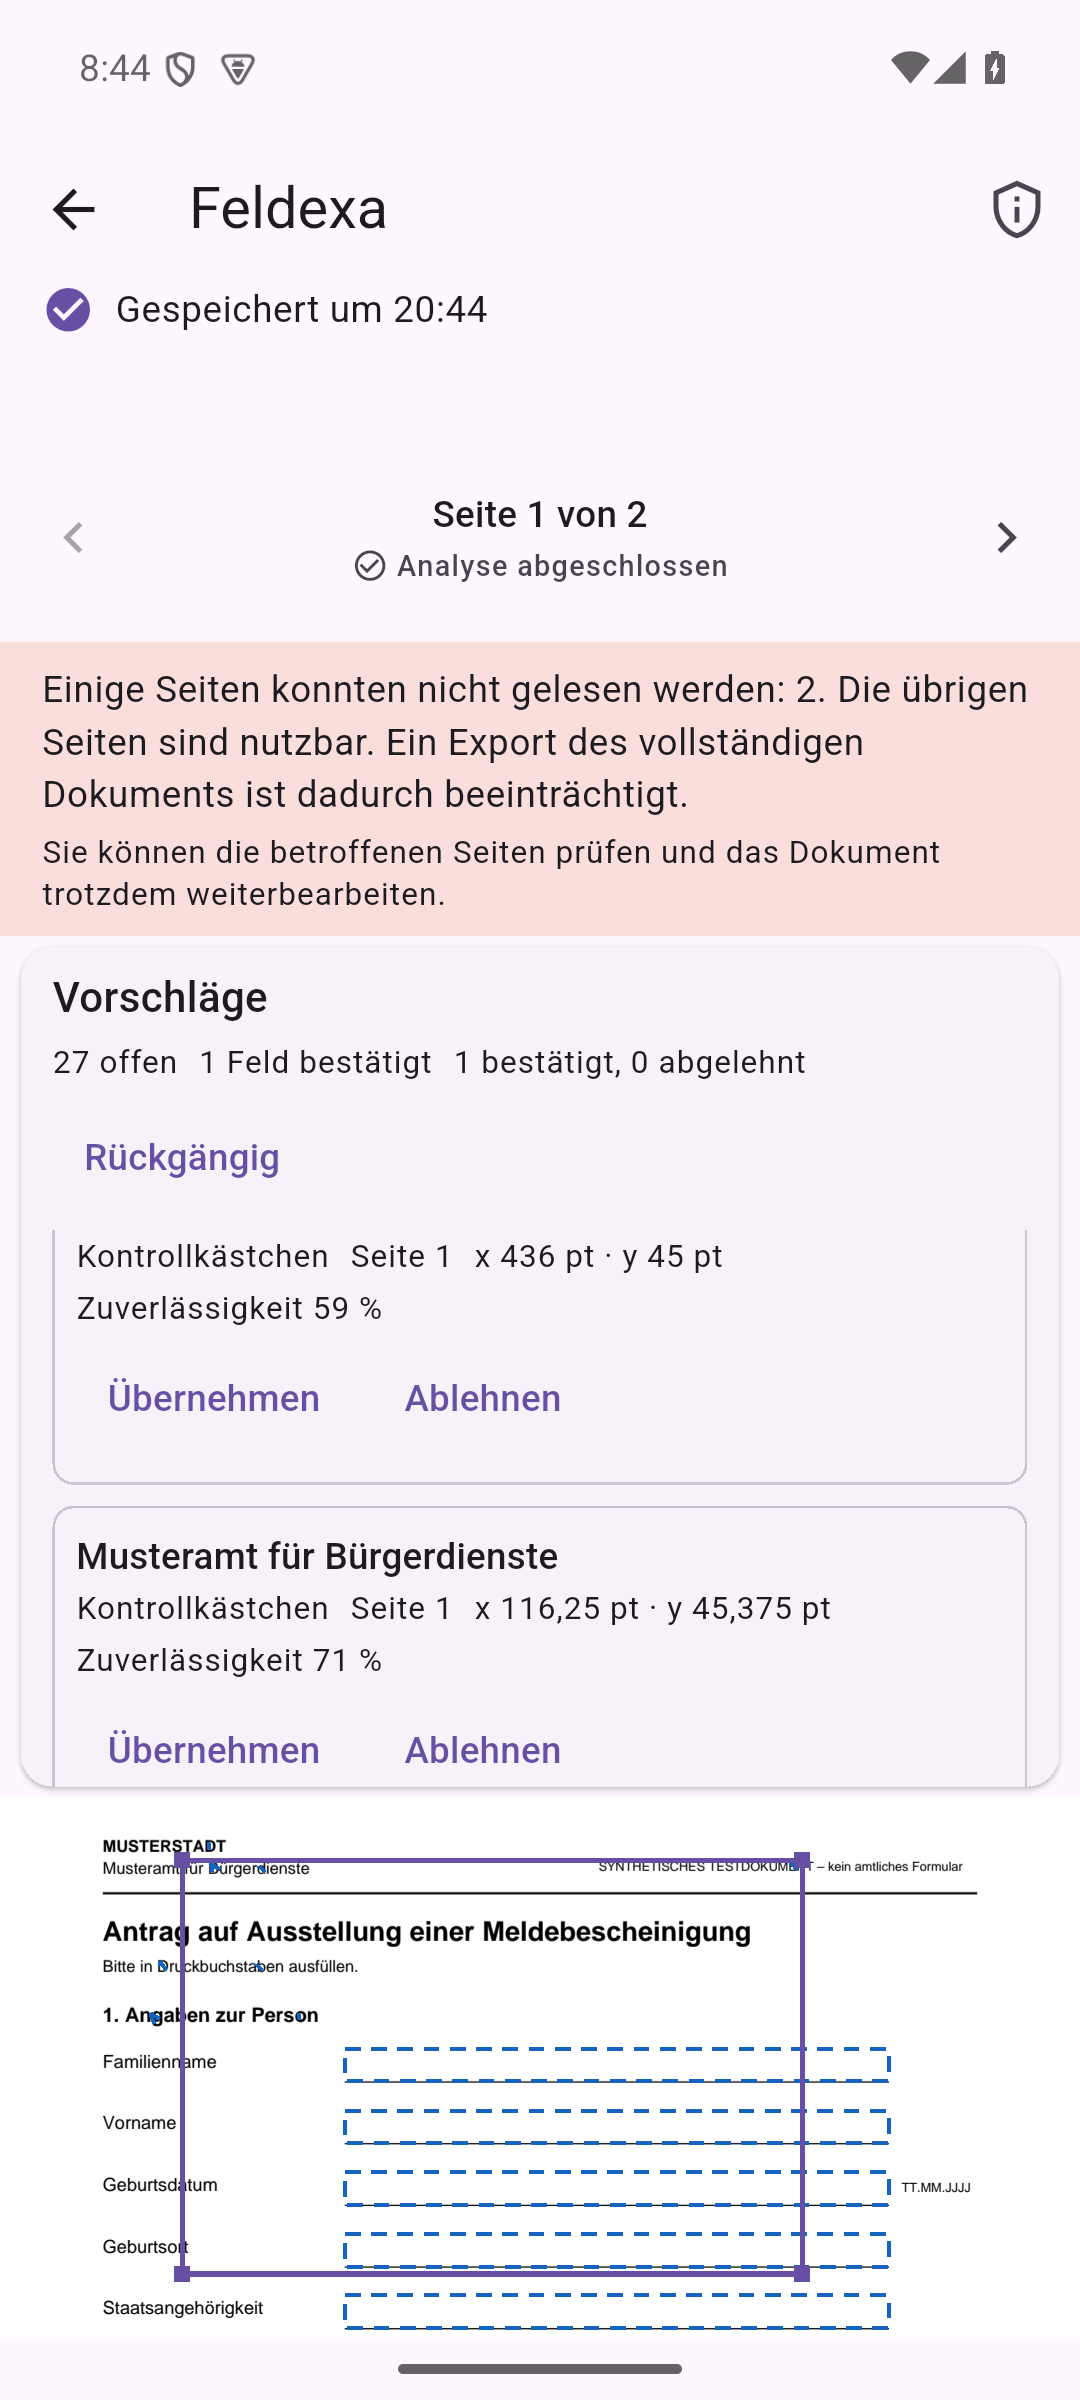 8:44
Feldexa
Gespeichert um 20:44
Seite 1 von 2
Analyse abgeschlossen
Einige Seiten konnten nicht gelesen werden: 2. Die übrigen
Seiten sind nutzbar. Ein Export des vollständigen
Dokuments ist dadurch beeinträchtigt.
Sie können die betroffenen Seiten prüfen und das Dokument
trotzdem weiterbearbeiten.
Vorschläge
27 offen 1 Feld bestätigt 1 bestätigt, 0 abgelehnt
Rückgängig
Kontrollkästchen Seite 1 x 436 pt · y 45 pt
Zuverlässigkeit 59 %
Übernehmen Ablehnen
Musteramt für Bürgerdienste
Kontrollkästchen Seite 1 x 116,25 pt · y 45,375 pt
Zuverlässigkeit 71 %
Übernehmen Ablehnen
MUSTERSTADT
Musteramt für Bürgerdienste
SYNTHETISCHES TESTDOKUMENT – kein amtliches Formular
Antrag auf Ausstellung einer Meldebescheinigung
Bitte in Druckbuchstaben ausfüllen.
1. Angaben zur Person
Familienname
Vorname
Geburtsdatum TT.MM.JJJJ
Geburtsort
Staatsangehörigkeit